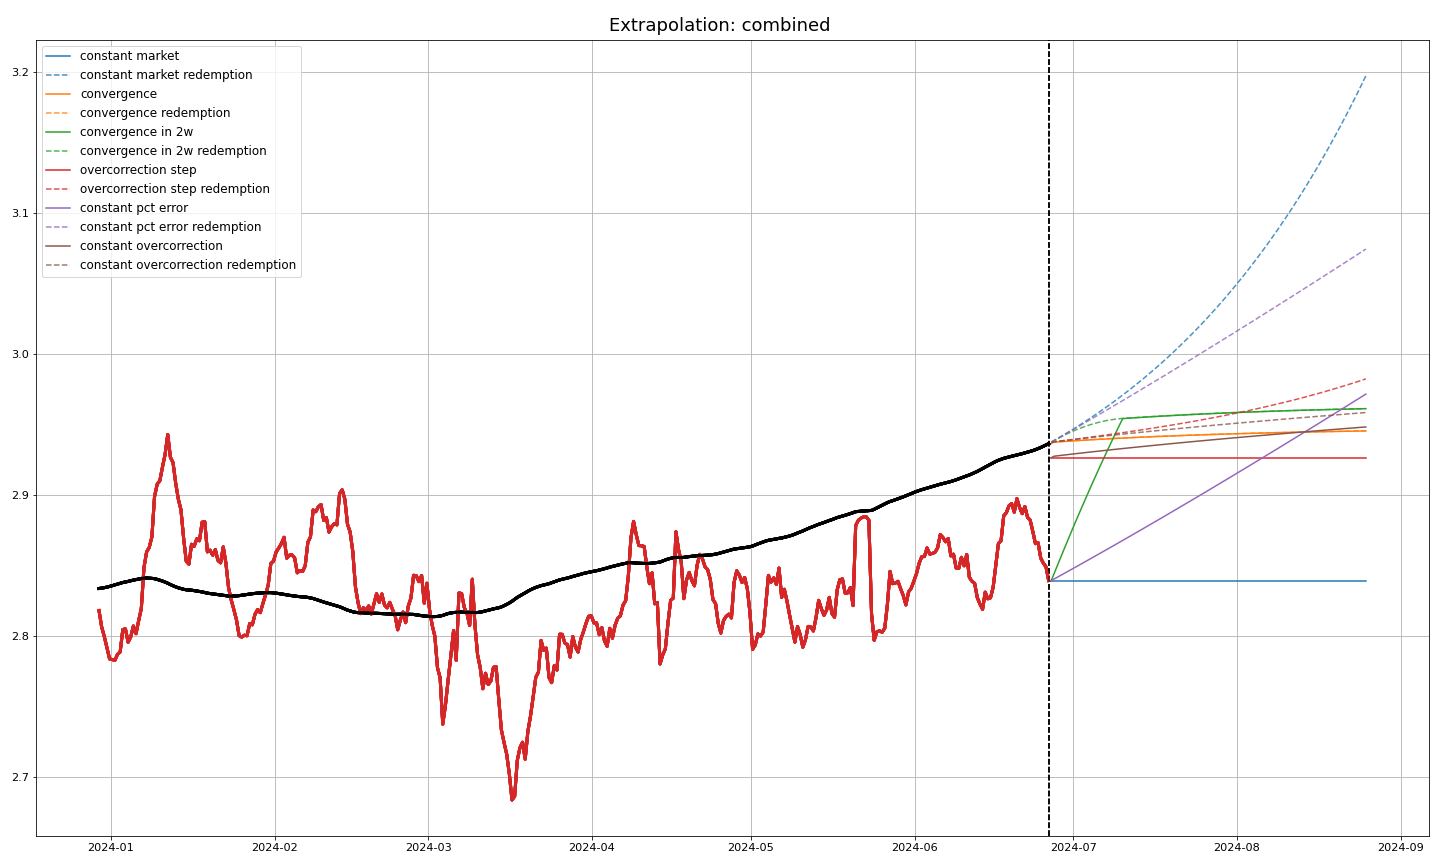 Extrapolation: combined
constant market
constant market redemption
convergence
convergence redemption
convergence in 2w
convergence in 2w redemption
overcorrection step
overcorrection step redemption
constant pct error
constant pct error redemption
constant overcorrection
constant overcorrection redemption
3.2
3.1
3.0
2.9
2.8
2.7
2024-01 2024-02 2024-03 2024-04 2024-05 2024-06 2024-07 2024-08 2024-09